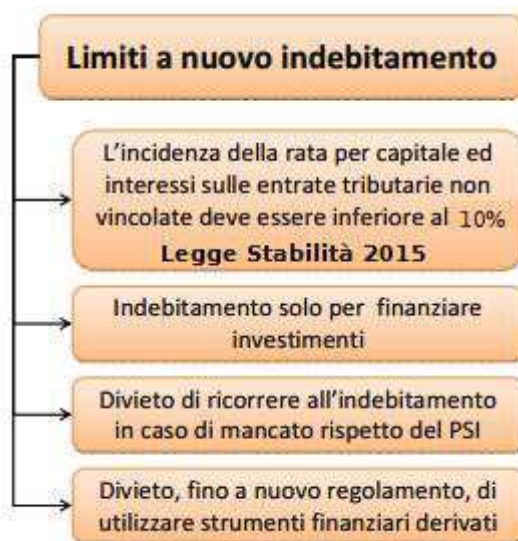 Limiti a nuovo indebitamento
L'incidenza della rata per capitale ed
interessi sulle entrate tributarie non
vincolate deve essere inferiore al 10%
Legge Stabilità 2015
Indebitamento solo per finanziare
investimenti
Divieto di ricorrere all'indebitamento
in caso di mancato rispetto del PSI
Divieto, fino a nuovo regolamento, di
utilizzare strumenti finanziari derivati